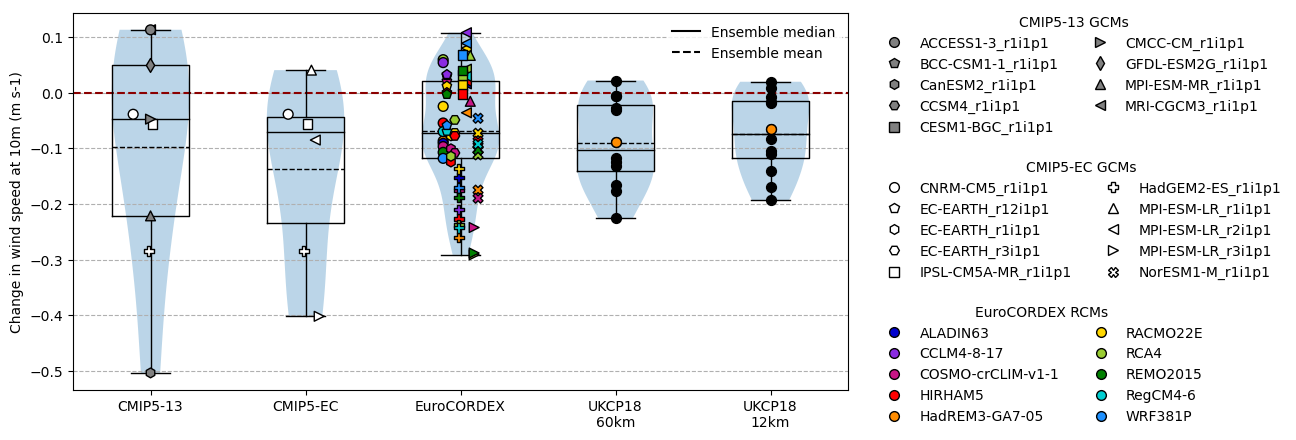 Change in wind speed at 10m (m s-1)
0.1
0.0
−0.1
−0.2
−0.3
−0.4
−0.5
CMIP5-13
CMIP5-EC
EuroCORDEX
UKCP18
60km
UKCP18
12km
Ensemble median
Ensemble mean
CMIP5-13 GCMs
ACCESS1-3_r1i1p1
BCC-CSM1-1_r1i1p1
CanESM2_r1i1p1
CCSM4_r1i1p1
CESM1-BGC_r1i1p1
CMCC-CM_r1i1p1
GFDL-ESM2G_r1i1p1
MPI-ESM-MR_r1i1p1
MRI-CGCM3_r1i1p1
CMIP5-EC GCMs
CNRM-CM5_r1i1p1
EC-EARTH_r12i1p1
EC-EARTH_r1i1p1
EC-EARTH_r3i1p1
IPSL-CM5A-MR_r1i1p1
HadGEM2-ES_r1i1p1
MPI-ESM-LR_r1i1p1
MPI-ESM-LR_r2i1p1
MPI-ESM-LR_r3i1p1
NorESM1-M_r1i1p1
EuroCORDEX RCMs
ALADIN63
CCLM4-8-17
COSMO-crCLIM-v1-1
HIRHAM5
HadREM3-GA7-05
RACMO22E
RCA4
REMO2015
RegCM4-6
WRF381P